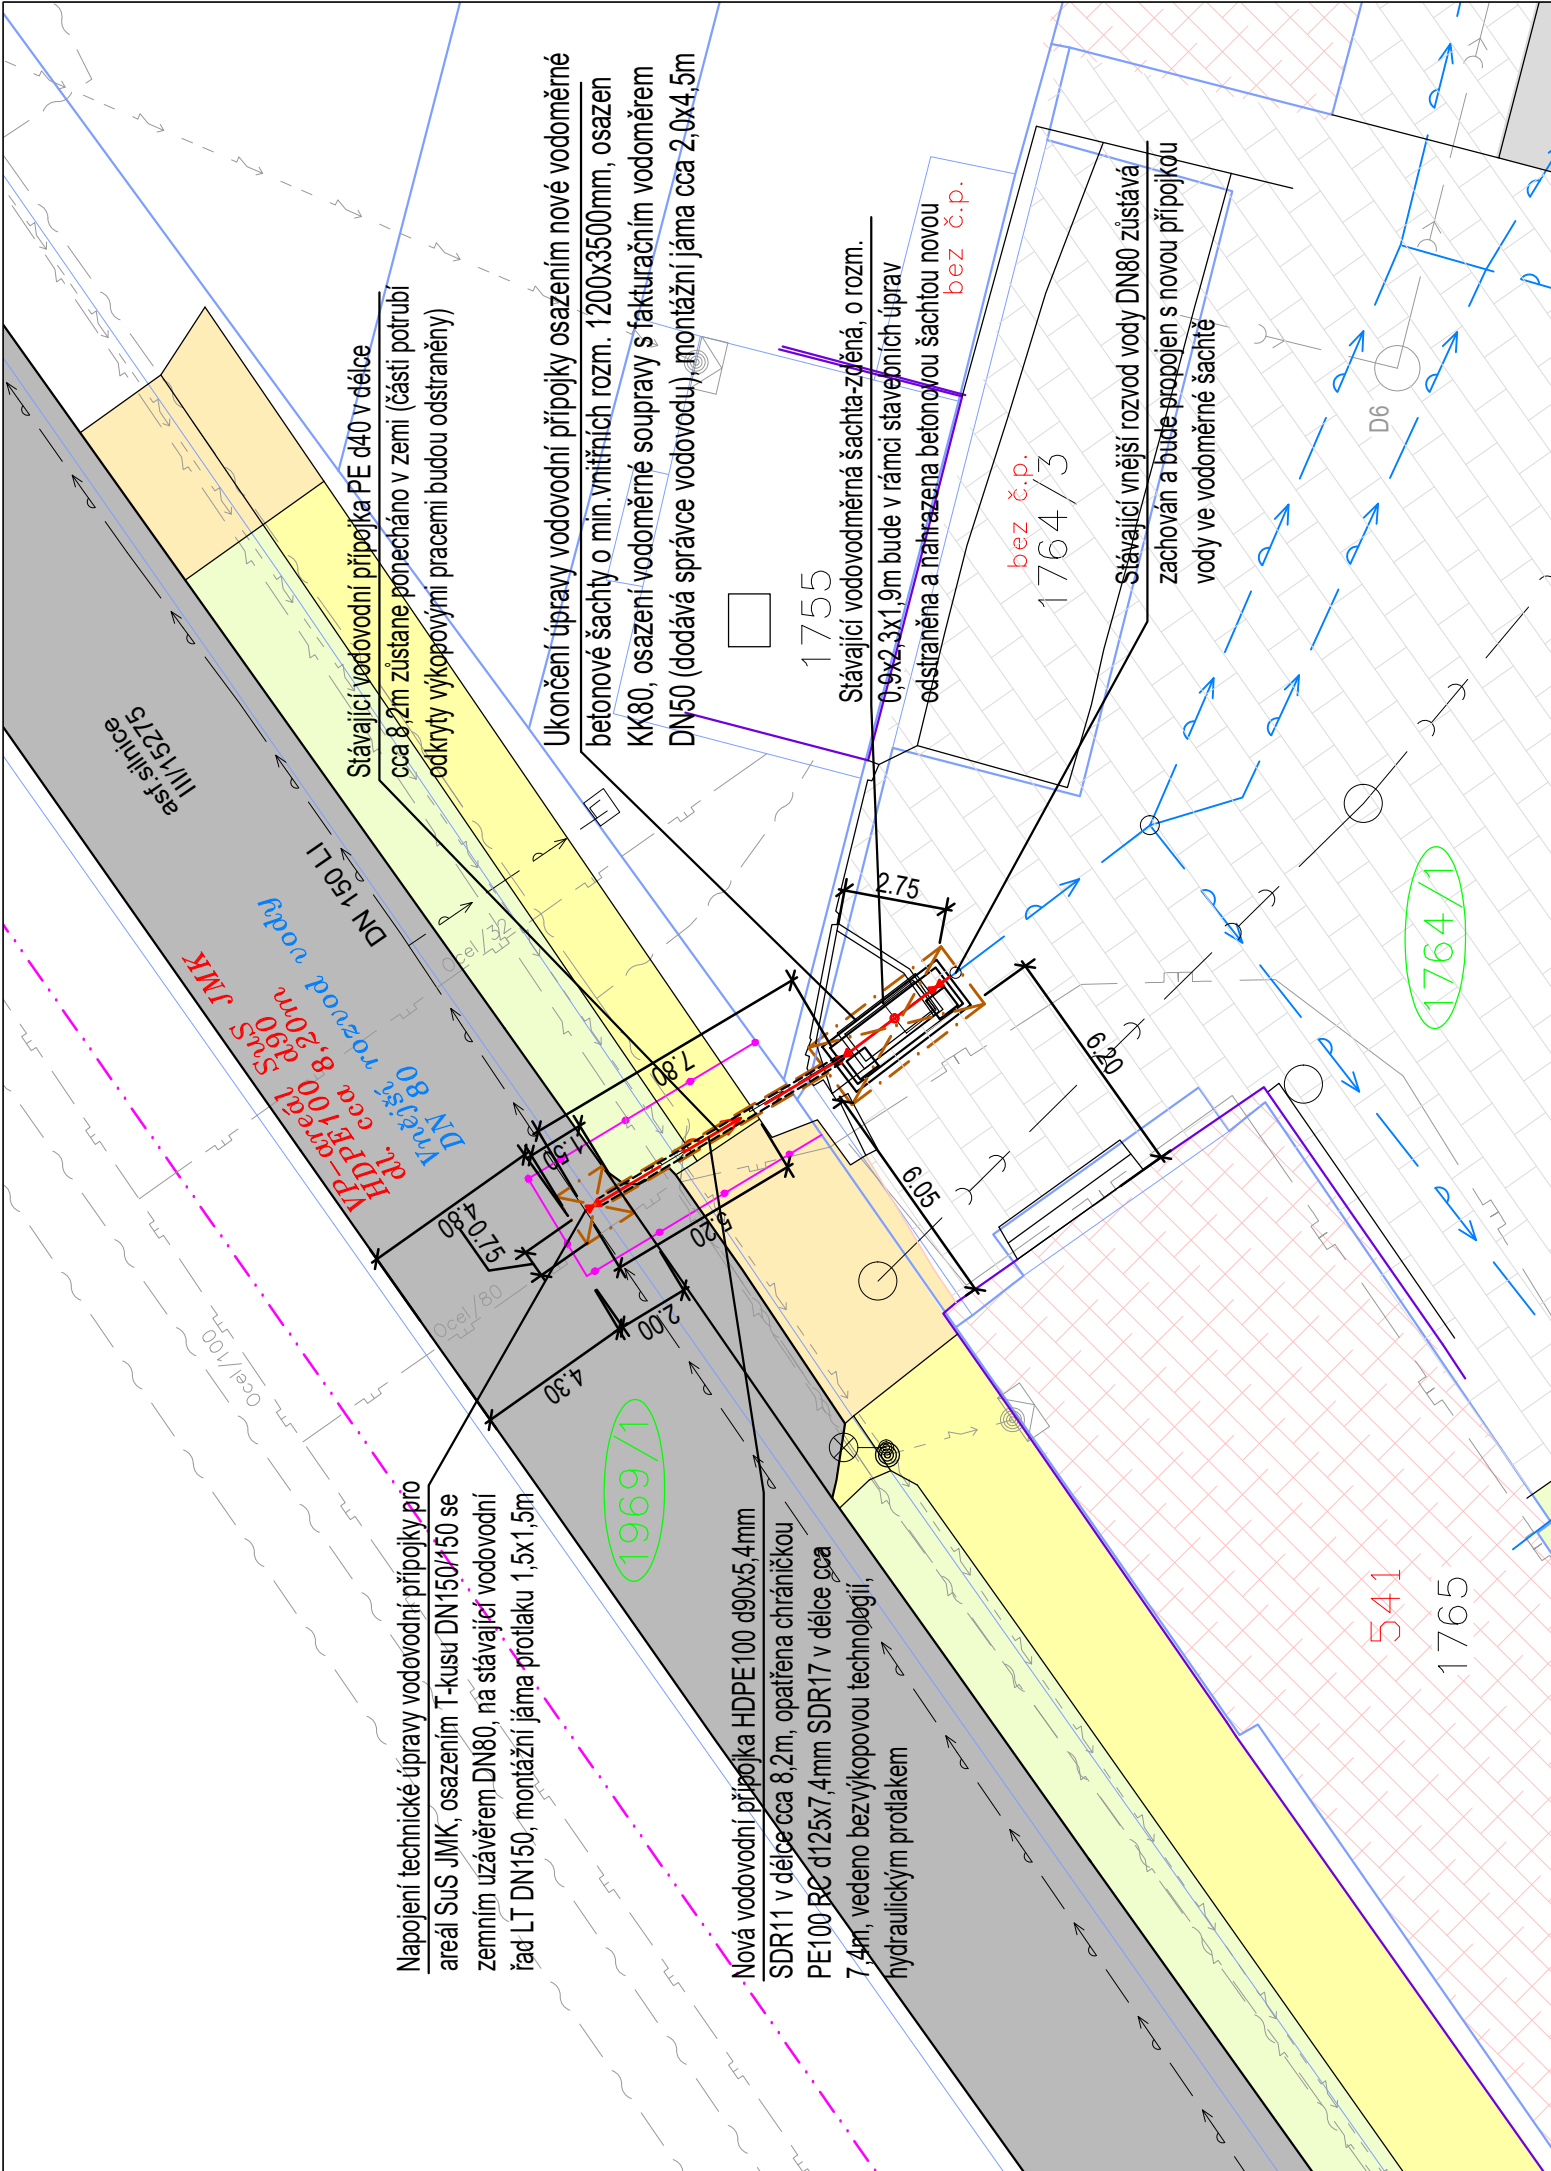 Napojení technické úpravy vodovodní přípojky pro
areál SuS JMK, osazením T-kusu DN150/150 se
zemním uzávěrem DN80, na stávající vodovodní
řad LT DN150, montážní jáma protlaku 1,5x1,5m
Nová vodovodní přípojka HDPE100 d90x5,4mm
SDR11 v délce cca 8,2m, opatřena chráničkou
PE100 RC d125x7,4mm SDR17 v délce cca
7,4m, vedeno bezvýkopovou technologií,
hydraulickým protlakem
Stávající vodovodní přípojka PE d40 v délce
cca 8,2m zůstane ponecháno v zemi (části potrubí
odkryty výkopovými pracemi budou odstraněny)
Ukončení úpravy vodovodní přípojky osazením nové vodoměrné
betonové šachty o min.vnitřních rozm. 1200x3500mm, osazen
KK80, osazení vodoměrné soupravy s fakturačním vodoměrem
DN50 (dodává správce vodovodu), montážní jáma cca 2,0x4,5m
Stávající vodovodměrná šachta-zděná, o rozm.
0,9x2,3x1,9m bude v rámci stavebních úprav
odstraněna a nahrazena betonovou šachtou novou
Stávající vnější rozvod vody DN80 zůstává
zachován a bude propojen s novou přípojkou
vody ve vodoměrné šachtě
asf.silnice
III/15275
DN 150 LI
VP-areál SuS JMK
HDPE100 d90
dl. cca 8,20m
Vnější rozvod vody
DN 80
Ocel/100
Ocel/80
Ocel/32
4.80
0.75
1.50
7.80
5.20
2.00
4.30
2.75
6.20
6.05
1969/1
1764/1
1755
bez č.p.
bez č.p.
1764/3
D6
541
1765